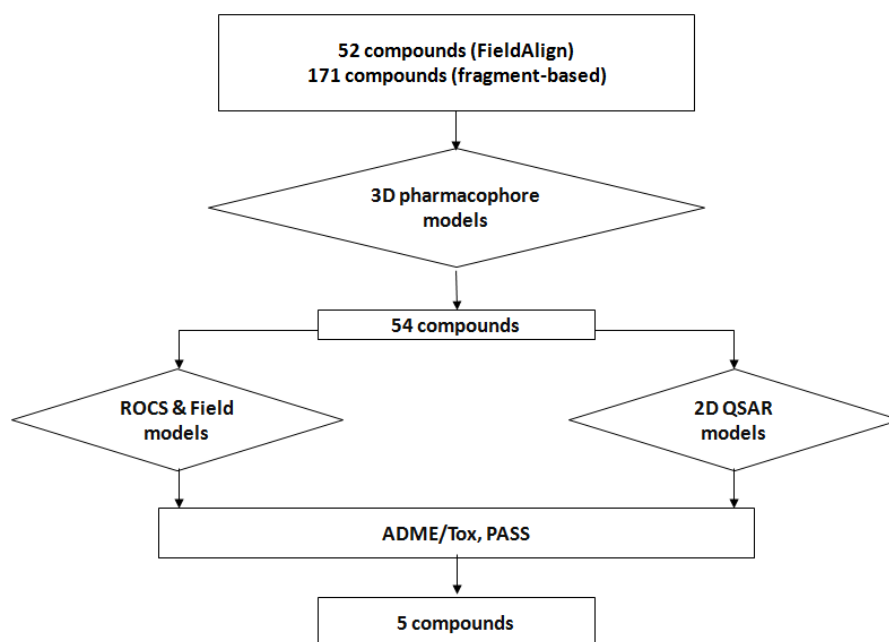 52 compounds (FieldAlign)
171 compounds (fragment-based)
3D pharmacophore
models
54 compounds
ROCS & Field
models
2D QSAR
models
ADME/Tox, PASS
5 compounds